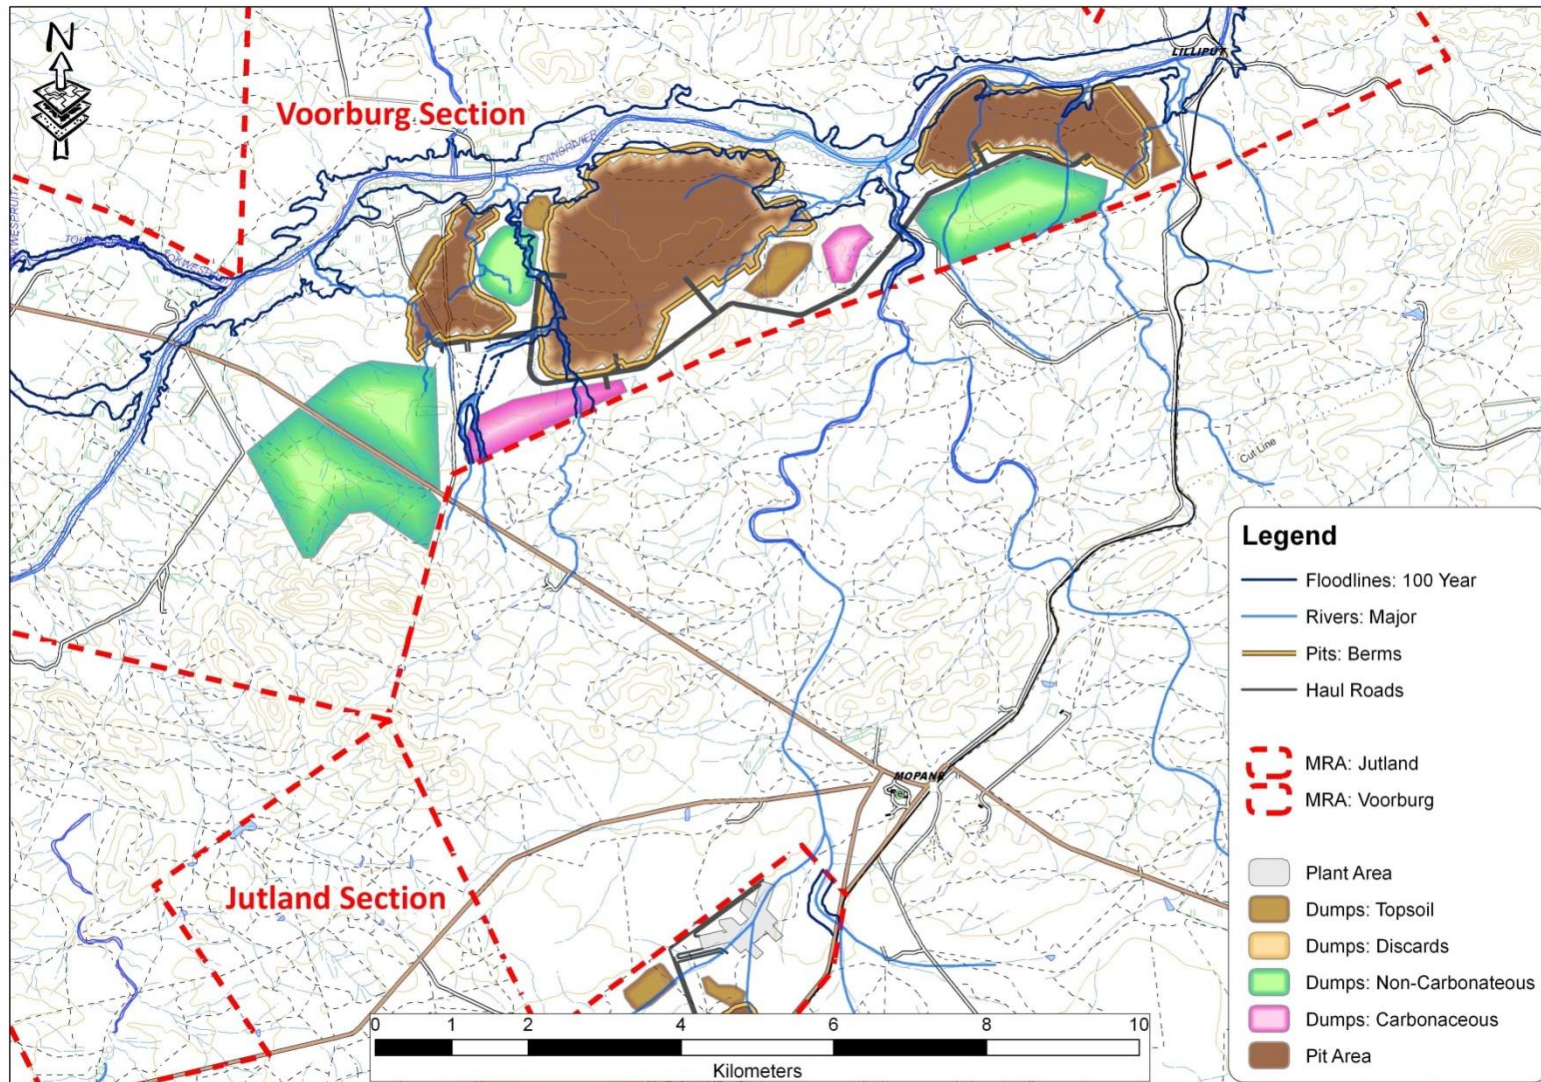 N
LILLIPUT
Voorburg Section
SANDRIVIER
Cut Line
MOPANE
Jutland Section
Legend
Floodlines: 100 Year
Rivers: Major
Pits: Berms
Haul Roads
MRA: Jutland
MRA: Voorburg
Plant Area
Dumps: Topsoil
Dumps: Discards
Dumps: Non-Carbonateous
Dumps: Carbonaceous
Pit Area
0 1 2 4 6 8 10
Kilometers